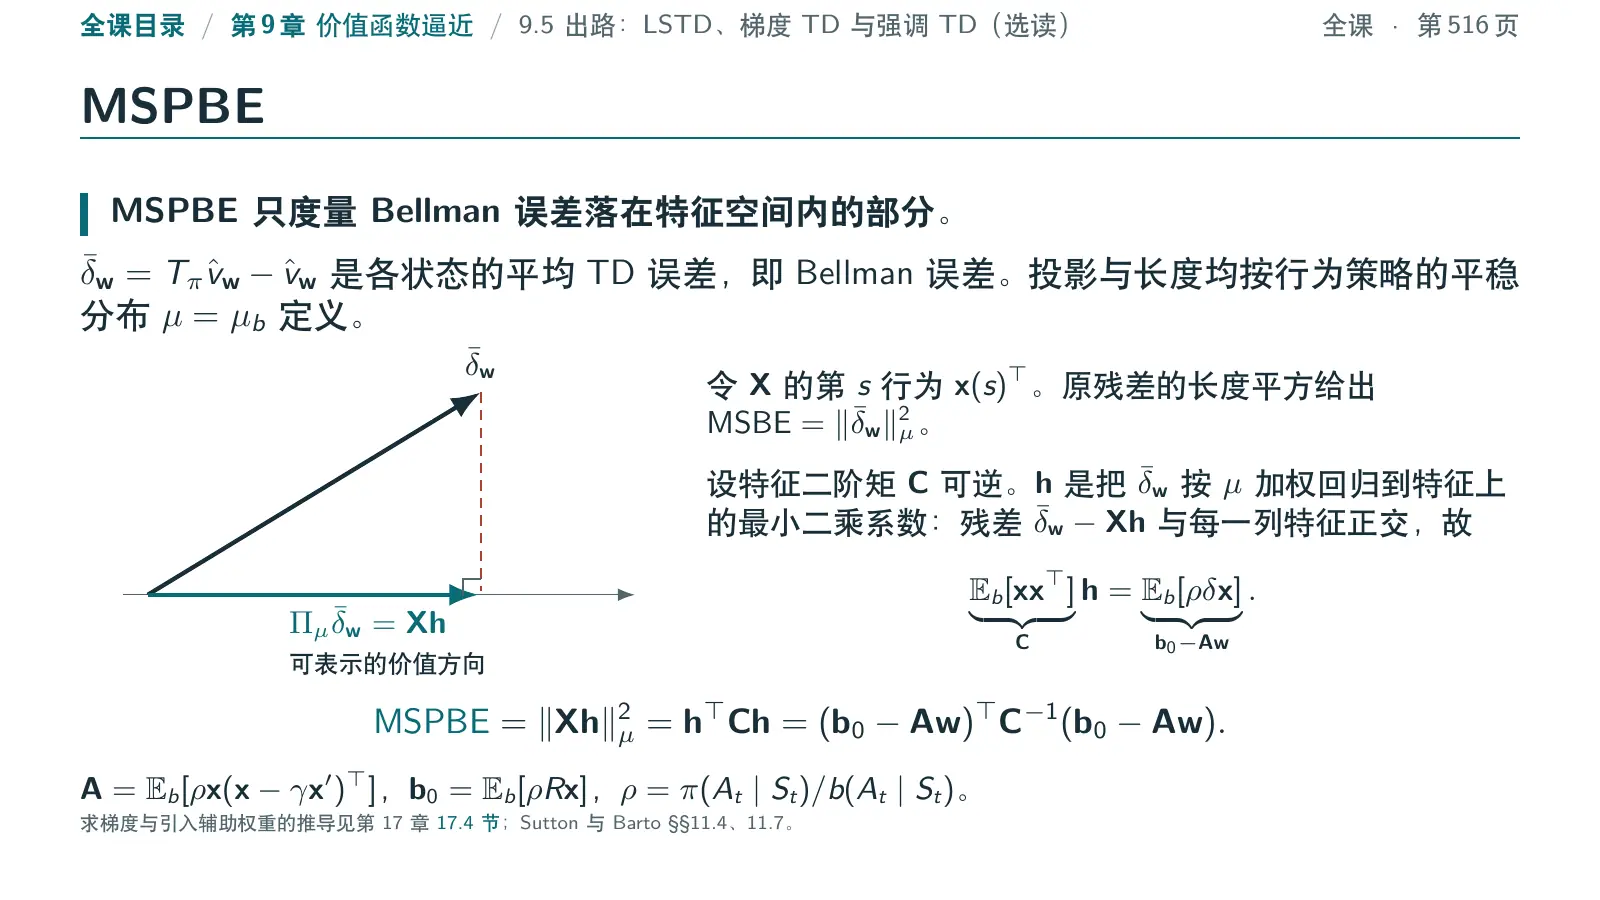 全课目录 / 第 9 章 价值函数逼近 / 9.5 出路：LSTD、梯度 TD 与强调 TD（选读）
全课 · 第 516 页
MSPBE
MSPBE 只度量 Bellman 误差落在特征空间内的部分。
δ̄_w = T_π v̂_w − v̂_w 是各状态的平均 TD 误差，即 Bellman 误差。投影与长度均按行为策略的平稳
分布 μ = μ_b 定义。
δ̄_w
Π_μ δ̄_w = Xh
可表示的价值方向
令 X 的第 s 行为 x(s)^⊤。原残差的长度平方给出
MSBE = ‖δ̄_w‖²_μ。
设特征二阶矩 C 可逆。h 是把 δ̄_w 按 μ 加权回归到特征上
的最小二乘系数：残差 δ̄_w − Xh 与每一列特征正交，故
𝔼_b[xx^⊤] h = 𝔼_b[ρδx].
C b₀−Aw
MSPBE = ‖Xh‖²_μ = h^⊤Ch = (b₀ − Aw)^⊤C⁻¹(b₀ − Aw).
A = 𝔼_b[ρx(x − γx′)^⊤]，b₀ = 𝔼_b[ρRx]，ρ = π(A_t | S_t)/b(A_t | S_t)。
求梯度与引入辅助权重的推导见第 17 章 17.4 节；Sutton 与 Barto §§11.4、11.7。